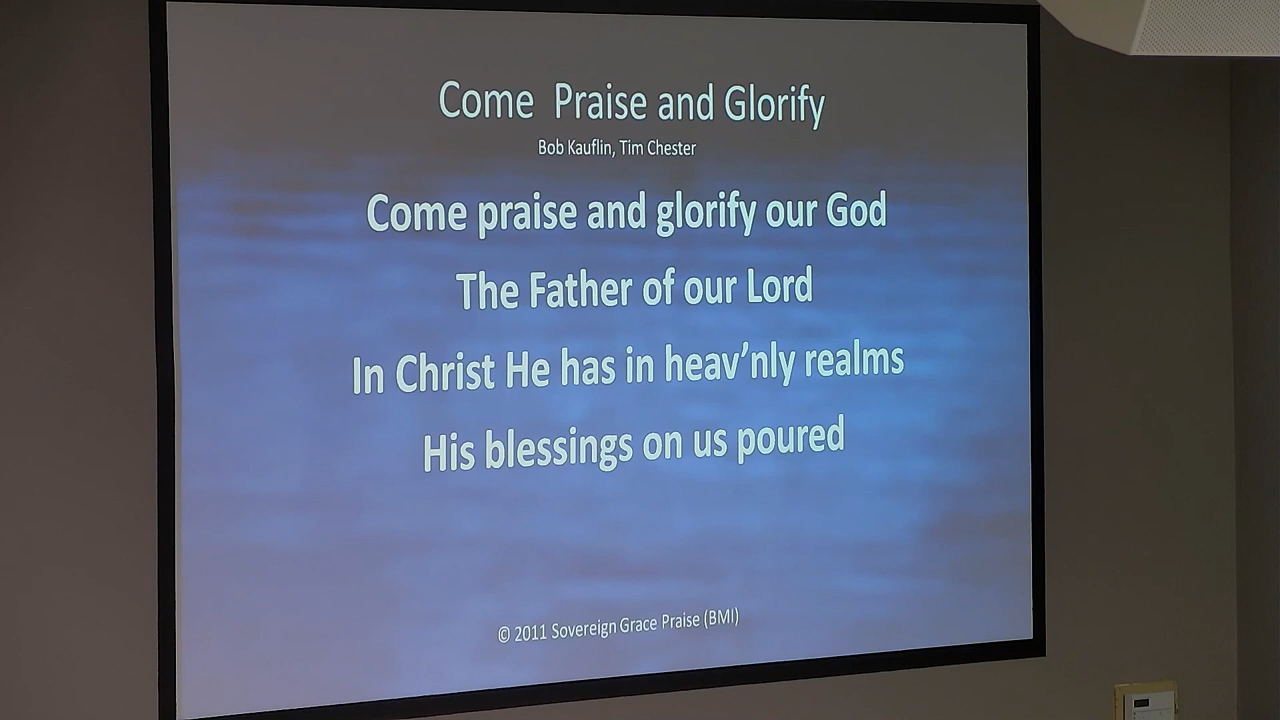 Come  Praise and Glorify
Bob Kauflin, Tim Chester
Come praise and glorify our God
The Father of our Lord
In Christ He has in heav’nly realms
His blessings on us poured
© 2011 Sovereign Grace Praise (BMI)